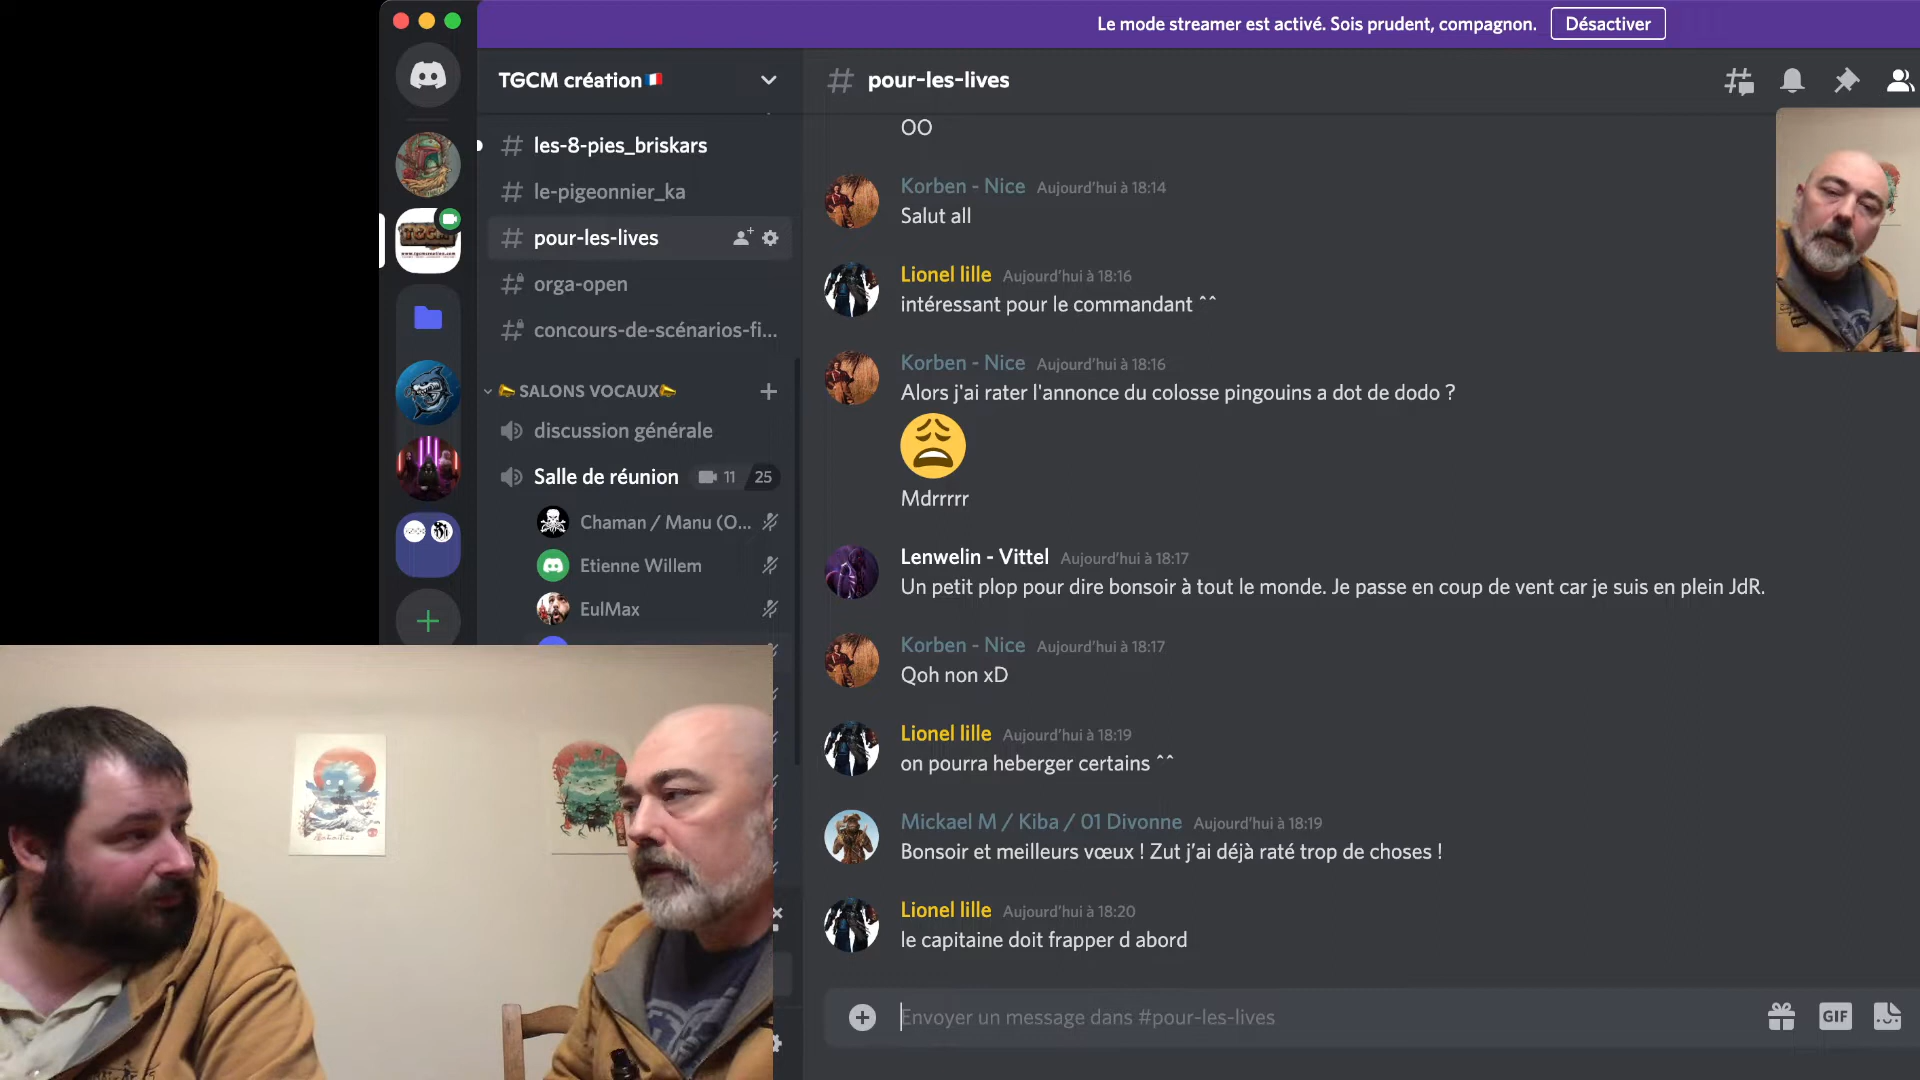 Le mode streamer est activé. Sois prudent, compagnon. Désactiver
TGCM création
pour-les-lives
les-8-pies_briskars
le-pigeonnier_ka
pour-les-lives
orga-open
concours-de-scénarios-fi...
SALONS VOCAUX
discussion générale
Salle de réunion 11 25
Chaman / Manu (O...
Etienne Willem
EulMax
OO
Korben - Nice Aujourd'hui à 18:14
Salut all
Lionel lille Aujourd'hui à 18:16
intéressant pour le commandant ^^
Korben - Nice Aujourd'hui à 18:16
Alors j'ai rater l'annonce du colosse pingouins a dot de dodo ?
Mdrrrrr
Lenwelin - Vittel Aujourd'hui à 18:17
Un petit plop pour dire bonsoir à tout le monde. Je passe en coup de vent car je suis en plein JdR.
Korben - Nice Aujourd'hui à 18:17
Qoh non xD
Lionel lille Aujourd'hui à 18:19
on pourra heberger certains ^^
Mickael M / Kiba / 01 Divonne Aujourd'hui à 18:19
Bonsoir et meilleurs vœux ! Zut j'ai déjà raté trop de choses !
Lionel lille Aujourd'hui à 18:20
le capitaine doit frapper d abord
Envoyer un message dans #pour-les-lives
GIF